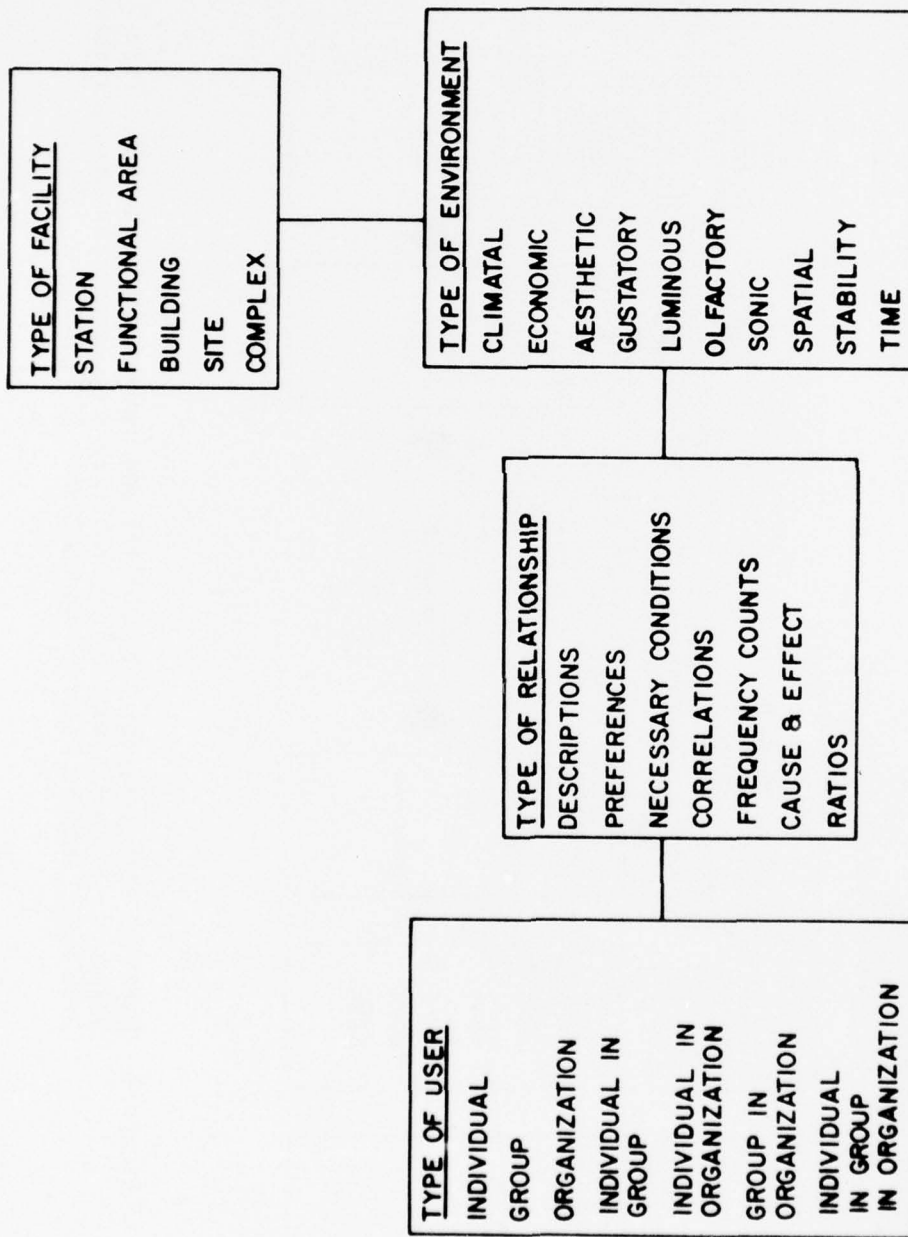 TYPE OF FACILITY
STATION
FUNCTIONAL AREA
BUILDING
SITE
COMPLEX
TYPE OF USER
INDIVIDUAL
GROUP
ORGANIZATION
INDIVIDUAL IN
GROUP
INDIVIDUAL IN
ORGANIZATION
GROUP IN
ORGANIZATION
INDIVIDUAL
IN GROUP
IN ORGANIZATION
TYPE OF RELATIONSHIP
DESCRIPTIONS
PREFERENCES
NECESSARY CONDITIONS
CORRELATIONS
FREQUENCY COUNTS
CAUSE & EFFECT
RATIOS
TYPE OF ENVIRONMENT
CLIMATAL
ECONOMIC
AESTHETIC
GUSTATORY
LUMINOUS
OLFACTORY
SONIC
SPATIAL
STABILITY
TIME